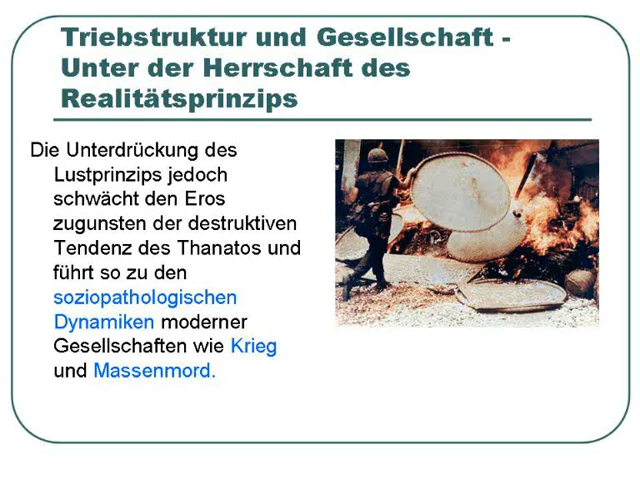 Triebstruktur und Gesellschaft -
Unter der Herrschaft des
Realitätsprinzips
Die Unterdrückung des
Lustprinzips jedoch
schwächt den Eros
zugunsten der destruktiven
Tendenz des Thanatos und
führt so zu den
soziopathologischen
Dynamiken moderner
Gesellschaften wie Krieg
und Massenmord.